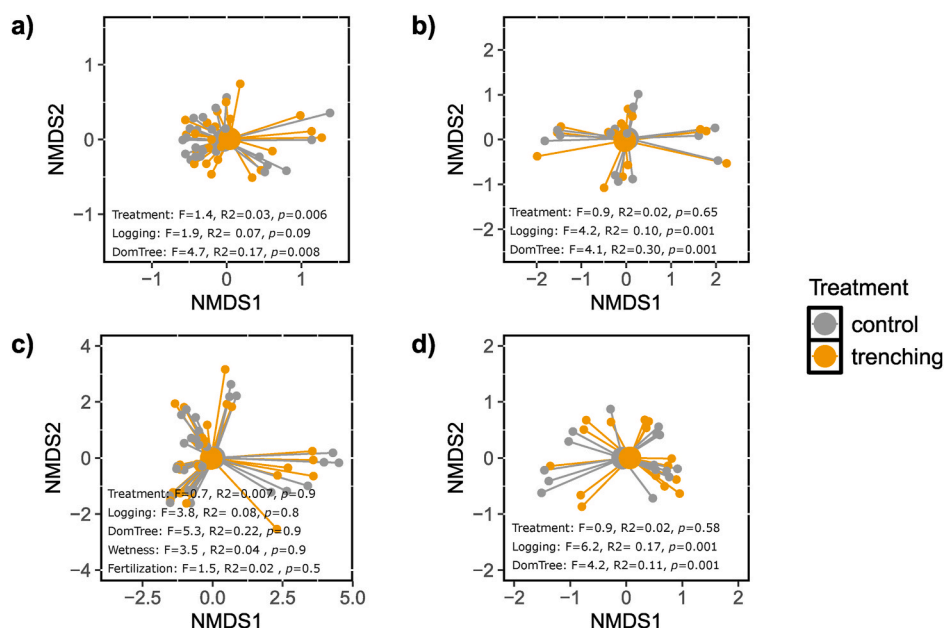 a)
NMDS2
1
0
−1
Treatment: F=1.4, R2=0.03, p=0.006
Logging: F=1.9, R2= 0.07, p=0.09
DomTree: F=4.7, R2=0.17, p=0.008
−1 0 1
NMDS1
b)
NMDS2
2
1
0
−1
−2
Treatment: F=0.9, R2=0.02, p=0.65
Logging: F=4.2, R2= 0.10, p=0.001
DomTree: F=4.1, R2=0.30, p=0.001
−2 −1 0 1 2
NMDS1
c)
NMDS2
4
2
0
−2
−4
Treatment: F=0.7, R2=0.007, p=0.9
Logging: F=3.8, R2= 0.08, p=0.8
DomTree: F=5.3, R2=0.22, p=0.9
Wetness: F=3.5 , R2=0.04 , p=0.9
Fertilization: F=1.5, R2=0.02 , p=0.5
−2.5 0.0 2.5 5.0
NMDS1
d)
NMDS2
2
1
0
−1
−2
Treatment: F=0.9, R2=0.02, p=0.58
Logging: F=6.2, R2= 0.17, p=0.001
DomTree: F=4.2, R2=0.11, p=0.001
−2 −1 0 1 2
NMDS1
Treatment
control
trenching